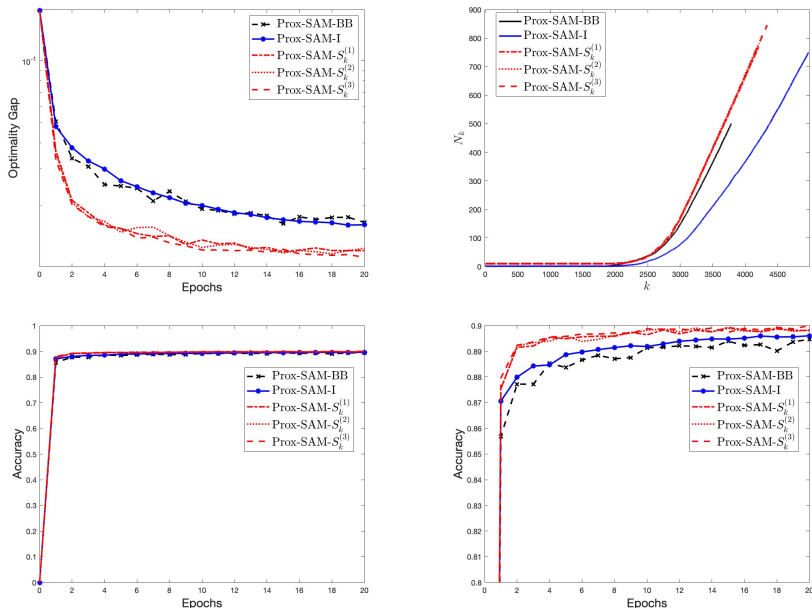 Prox-SAM-BB
Prox-SAM-I
Prox-SAM-$S_k^{(1)}$
Prox-SAM-$S_k^{(2)}$
Prox-SAM-$S_k^{(3)}$
10^{-1}
Optimality Gap
0 2 4 6 8 10 12 14 16 18 20
Epochs
Prox-SAM-BB
Prox-SAM-I
Prox-SAM-$S_k^{(1)}$
Prox-SAM-$S_k^{(2)}$
Prox-SAM-$S_k^{(3)}$
900
800
700
600
500
400
300
200
100
0
$N_k$
0 500 1000 1500 2000 2500 3000 3500 4000 4500
k
1
0.9
0.8
0.7
0.6
0.5
0.4
0.3
0.2
0.1
0
Accuracy
Prox-SAM-BB
Prox-SAM-I
Prox-SAM-$S_k^{(1)}$
Prox-SAM-$S_k^{(2)}$
Prox-SAM-$S_k^{(3)}$
0 2 4 6 8 10 12 14 16 18 20
Epochs
0.9
0.89
0.88
0.87
0.86
0.85
0.84
0.83
0.82
0.81
0.8
Accuracy
Prox-SAM-BB
Prox-SAM-I
Prox-SAM-$S_k^{(1)}$
Prox-SAM-$S_k^{(2)}$
Prox-SAM-$S_k^{(3)}$
0 2 4 6 8 10 12 14 16 18 20
Epochs